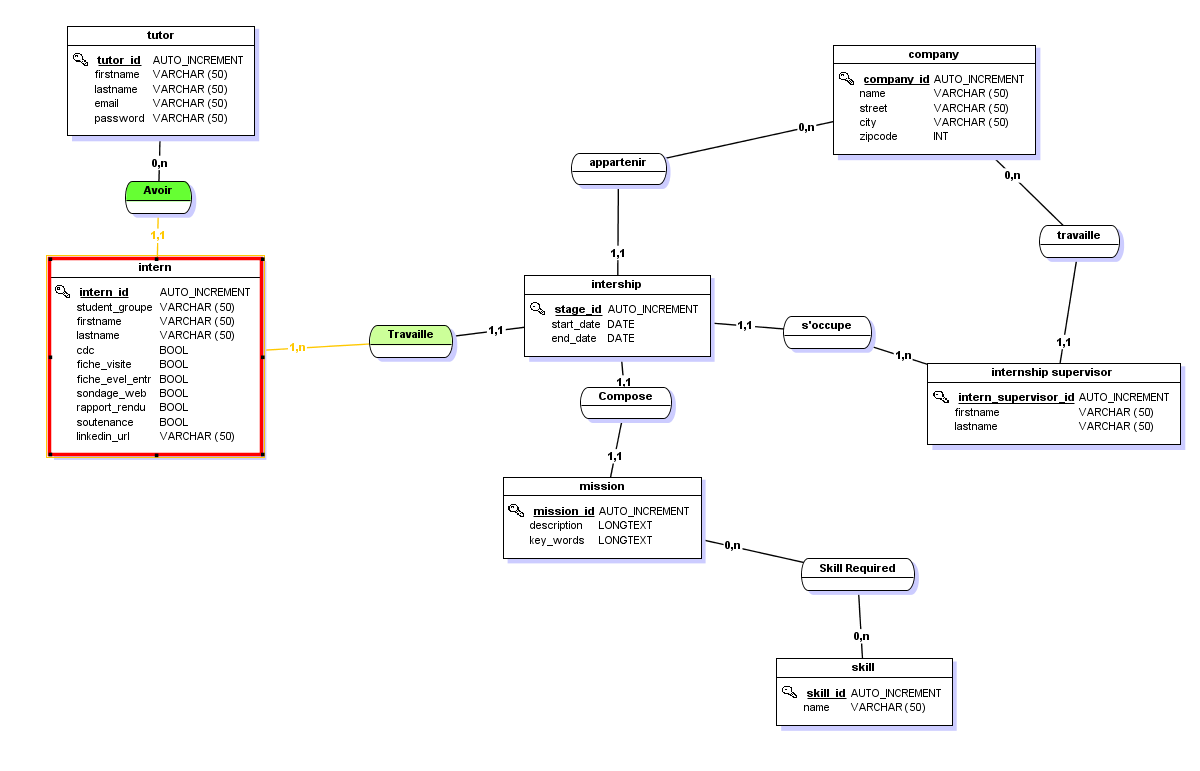 tutor
tutor_id AUTO_INCREMENT
firstname VARCHAR (50)
lastname VARCHAR (50)
email VARCHAR (50)
password VARCHAR (50)
0,n
Avoir
1,1
intern
intern_id AUTO_INCREMENT
student_groupe VARCHAR (50)
firstname VARCHAR (50)
lastname VARCHAR (50)
cdc BOOL
fiche_visite BOOL
fiche_evel_entr BOOL
sondage_web BOOL
rapport_rendu BOOL
soutenance BOOL
linkedin_url VARCHAR (50)
1,n
Travaille
1,1
company
company_id AUTO_INCREMENT
name VARCHAR (50)
street VARCHAR (50)
city VARCHAR (50)
zipcode INT
0,n
appartenir
1,1
0,n
travaille
1,1
intership
stage_id AUTO_INCREMENT
start_date DATE
end_date DATE
1,1
s'occupe
1,n
internship supervisor
intern_supervisor_id AUTO_INCREMENT
firstname VARCHAR (50)
lastname VARCHAR (50)
1,1
Compose
1,1
mission
mission_id AUTO_INCREMENT
description LONGTEXT
key_words LONGTEXT
0,n
Skill Required
0,n
skill
skill_id AUTO_INCREMENT
name VARCHAR (50)